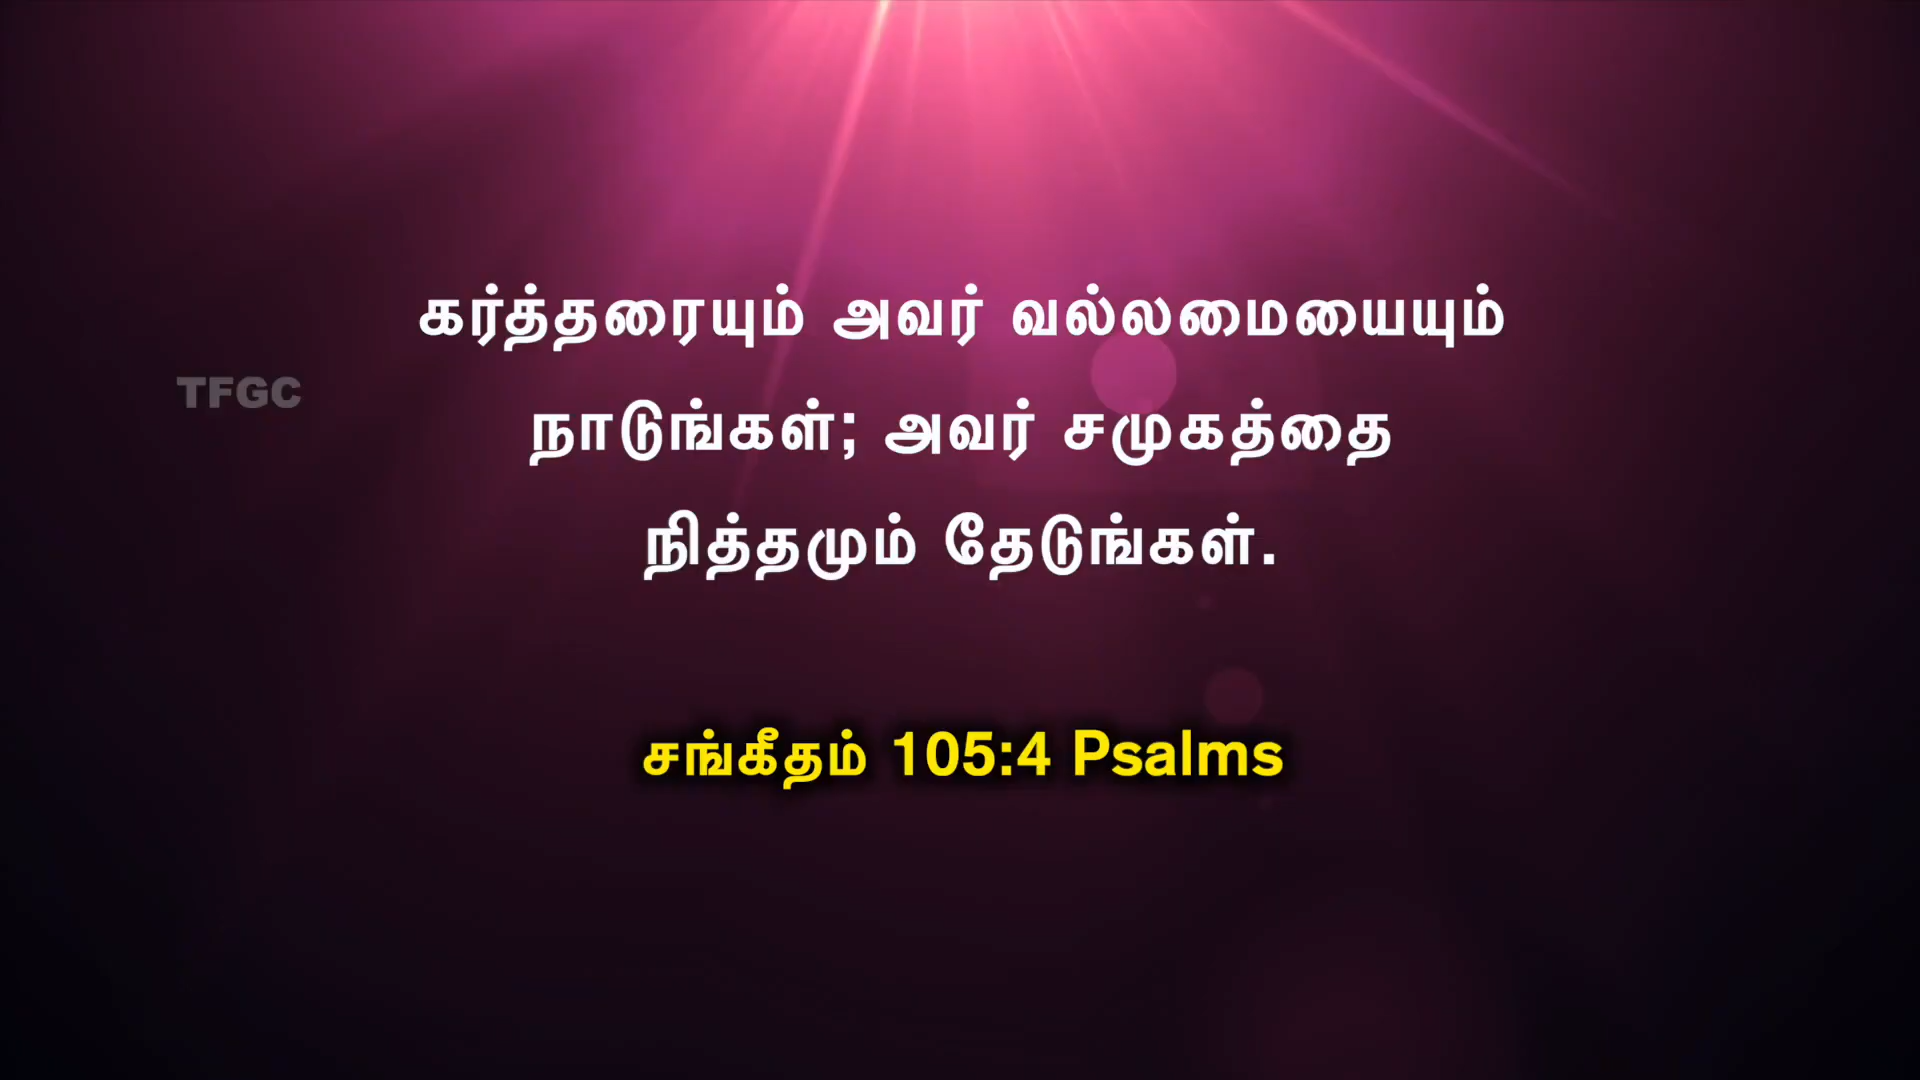 கர்த்தரையும் அவர் வல்லமையையும்
TFGC
நாடுங்கள்; அவர் சமுகத்தை
நித்தமும் தேடுங்கள்.
சங்கீதம் 105:4 Psalms